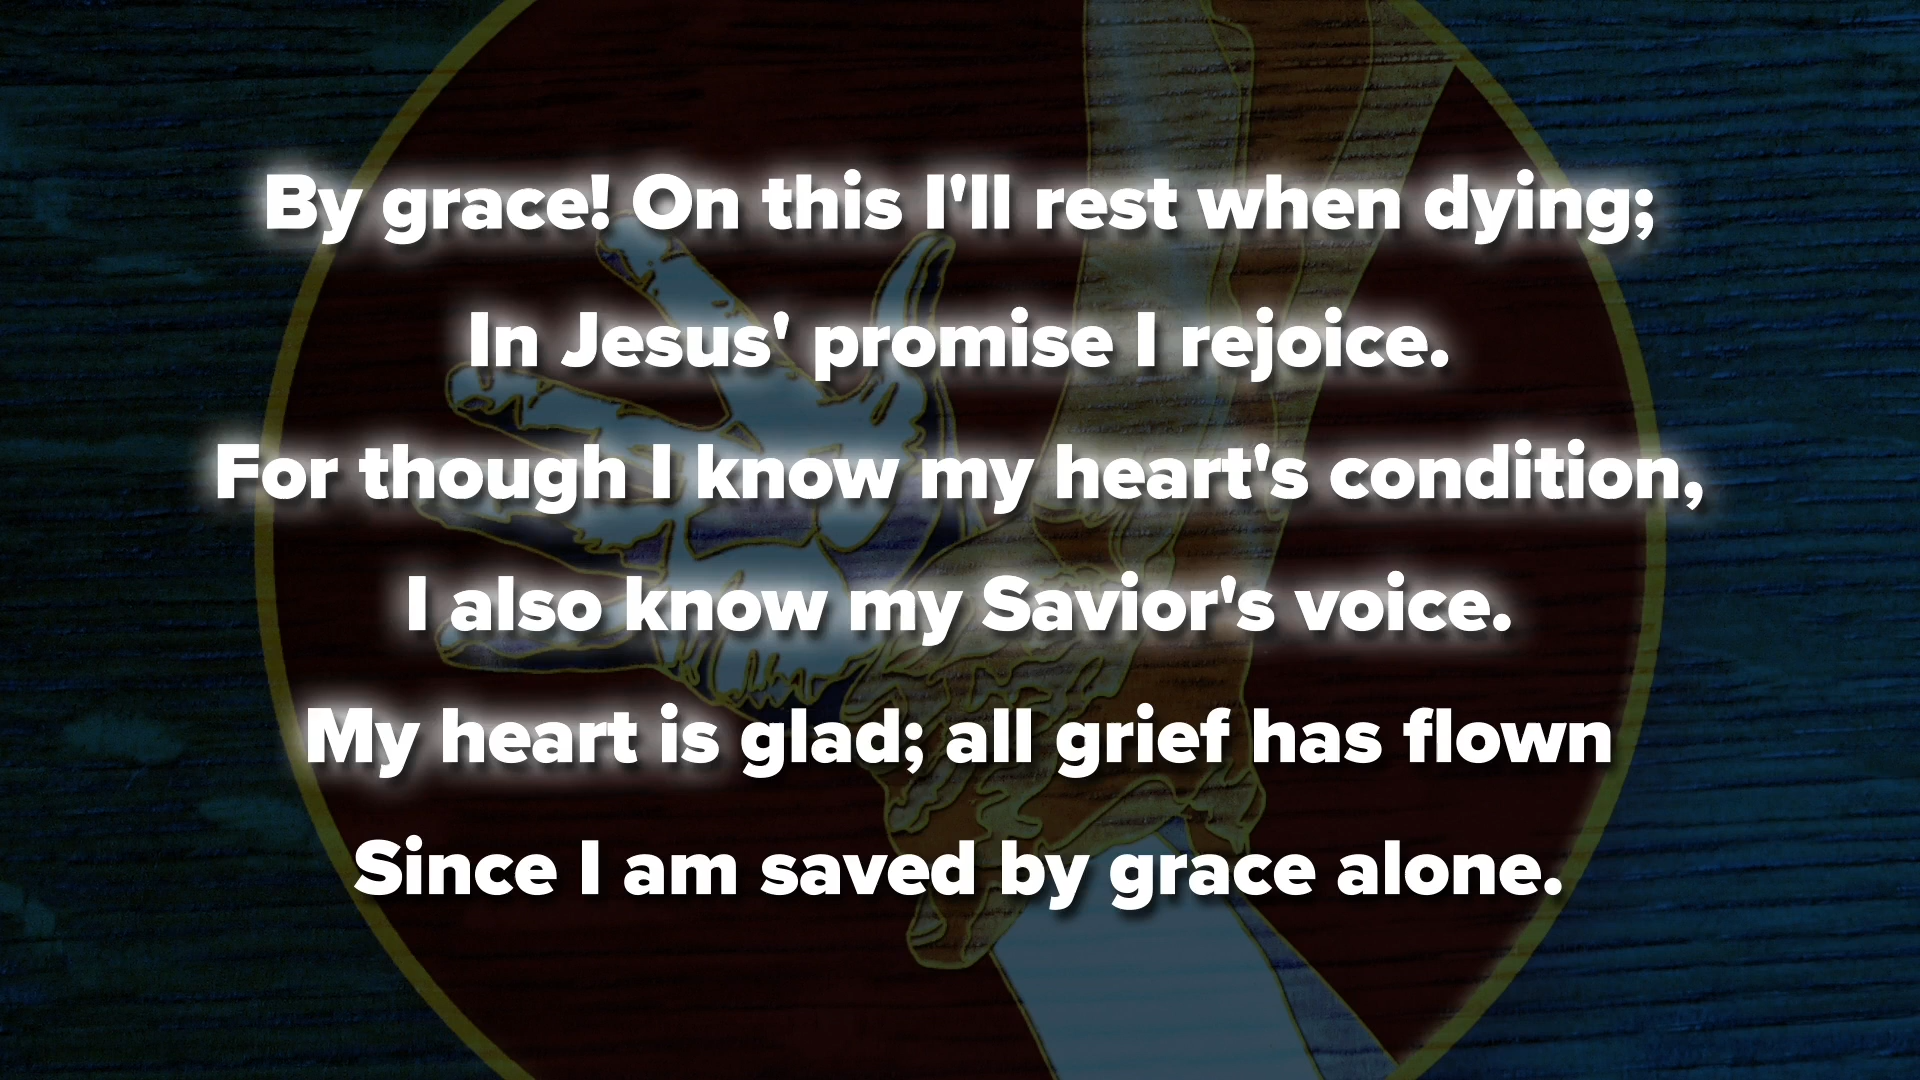 By grace! On this I'll rest when dying;
In Jesus' promise I rejoice.
For though I know my heart's condition,
I also know my Savior's voice.
My heart is glad; all grief has flown
Since I am saved by grace alone.